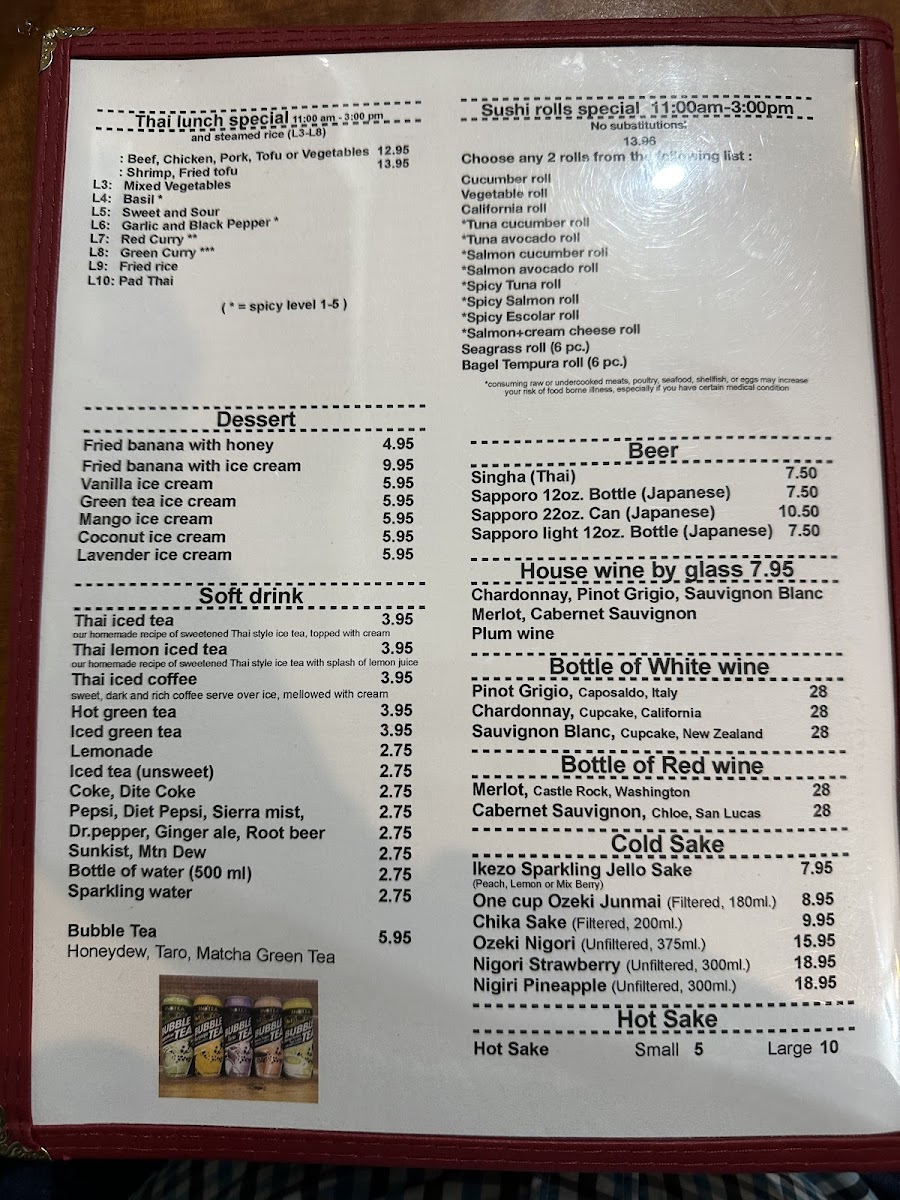 Thai lunch special 11:00 am - 3:00 pm
and steamed rice (L3-L8)
: Beef, Chicken, Pork, Tofu or Vegetables 12.95
: Shrimp, Fried tofu 13.95
L3: Mixed Vegetables
L4: Basil *
L5: Sweet and Sour
L6: Garlic and Black Pepper *
L7: Red Curry **
L8: Green Curry ***
L9: Fried rice
L10: Pad Thai
( * = spicy level 1-5 )
Dessert
Fried banana with honey 4.95
Fried banana with ice cream 9.95
Vanilla ice cream 5.95
Green tea ice cream 5.95
Mango ice cream 5.95
Coconut ice cream 5.95
Lavender ice cream 5.95
Soft drink
Thai iced tea 3.95
our homemade recipe of sweetened Thai style ice tea, topped with cream
Thai lemon iced tea 3.95
our homemade recipe of sweetened Thai style ice tea with splash of lemon juice
Thai iced coffee 3.95
sweet, dark and rich coffee serve over ice, mellowed with cream
Hot green tea 3.95
Iced green tea 3.95
Lemonade 2.75
Iced tea (unsweet) 2.75
Coke, Dite Coke 2.75
Pepsi, Diet Pepsi, Sierra mist, 2.75
Dr.pepper, Ginger ale, Root beer 2.75
Sunkist, Mtn Dew 2.75
Bottle of water (500 ml) 2.75
Sparkling water 2.75
Bubble Tea 5.95
Honeydew, Taro, Matcha Green Tea
BUBBLE TEA BUBBLE TEA BUBBLE TEA BUBBLE TEA BUBBLE TEA
Sushi rolls special 11:00am-3:00pm
No substitutions.
13.95
Choose any 2 rolls from the following list :
Cucumber roll
Vegetable roll
California roll
*Tuna cucumber roll
*Tuna avocado roll
*Salmon cucumber roll
*Salmon avocado roll
*Spicy Tuna roll
*Spicy Salmon roll
*Spicy Escolar roll
*Salmon+cream cheese roll
Seagrass roll (6 pc.)
Bagel Tempura roll (6 pc.)
*consuming raw or undercooked meats, poultry, seafood, shellfish, or eggs may increase
your risk of food borne illness, especially if you have certain medical condition
Beer
Singha (Thai) 7.50
Sapporo 12oz. Bottle (Japanese) 7.50
Sapporo 22oz. Can (Japanese) 10.50
Sapporo light 12oz. Bottle (Japanese) 7.50
House wine by glass 7.95
Chardonnay, Pinot Grigio, Sauvignon Blanc
Merlot, Cabernet Sauvignon
Plum wine
Bottle of White wine
Pinot Grigio, Caposaldo, Italy 28
Chardonnay, Cupcake, California 28
Sauvignon Blanc, Cupcake, New Zealand 28
Bottle of Red wine
Merlot, Castle Rock, Washington 28
Cabernet Sauvignon, Chloe, San Lucas 28
Cold Sake
Ikezo Sparkling Jello Sake 7.95
(Peach, Lemon or Mix Berry)
One cup Ozeki Junmai (Filtered, 180ml.) 8.95
Chika Sake (Filtered, 200ml.) 9.95
Ozeki Nigori (Unfiltered, 375ml.) 15.95
Nigori Strawberry (Unfiltered, 300ml.) 18.95
Nigiri Pineapple (Unfiltered, 300ml.) 18.95
Hot Sake
Hot Sake Small 5 Large 10